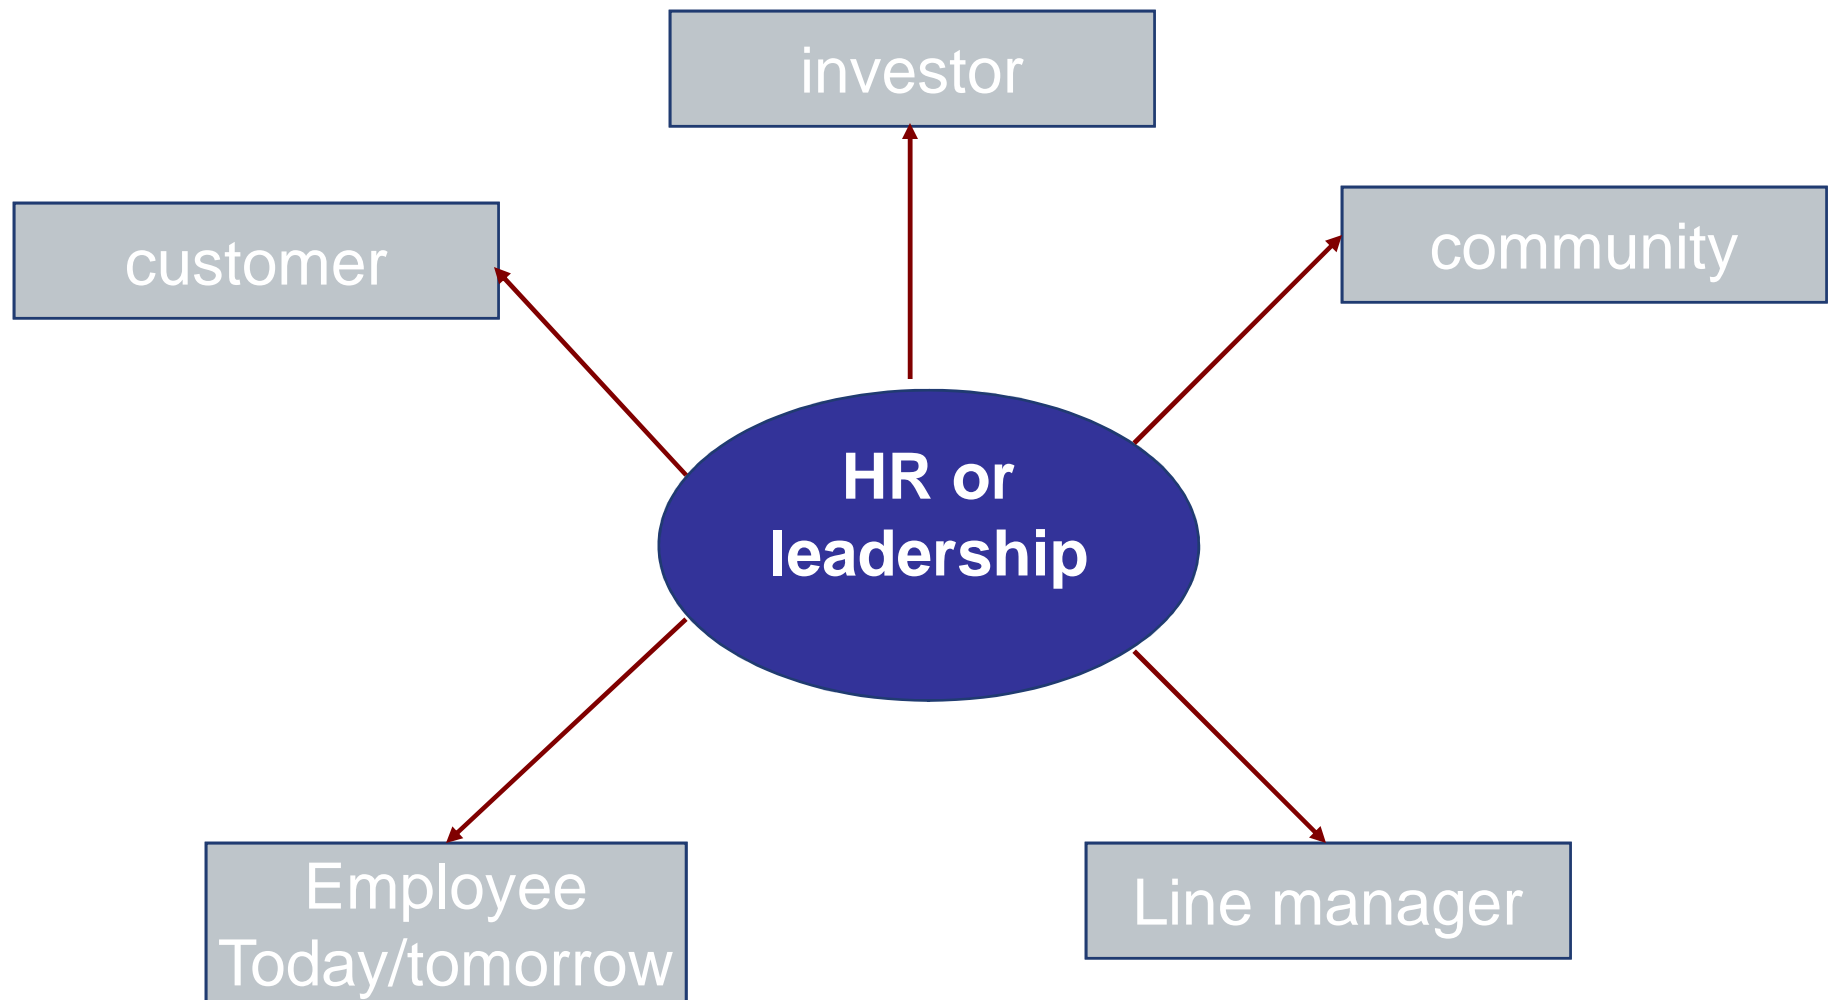 investor
customer
community
HR or
leadership
Employee
Today/tomorrow
Line manager